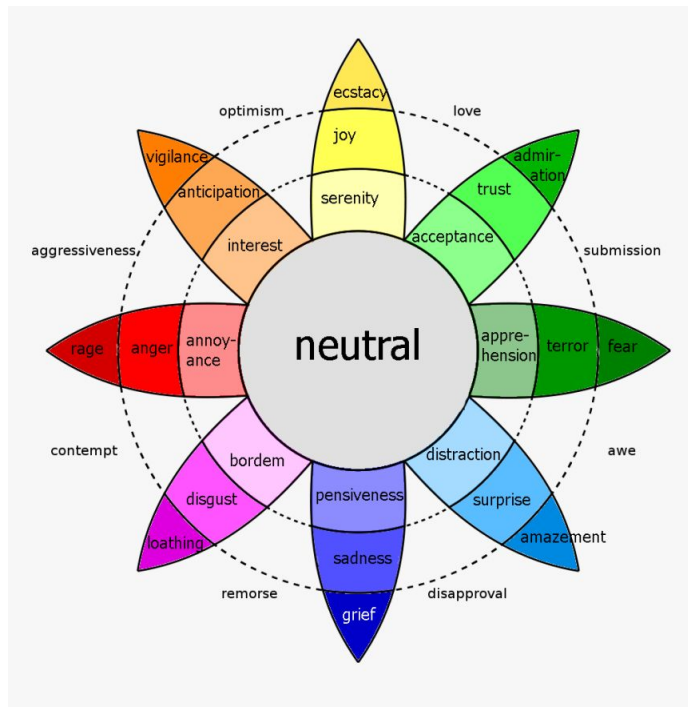 ecstacy
optimism
love
joy
vigilance
admir-
ation
anticipation
trust
serenity
interest
acceptance
aggressiveness
submission
rage
anger
annoy-
ance
neutral
appre-
hension
terror
fear
contempt
bordem
distraction
awe
disgust
pensiveness
surprise
loathing
amazement
sadness
remorse
disapproval
grief